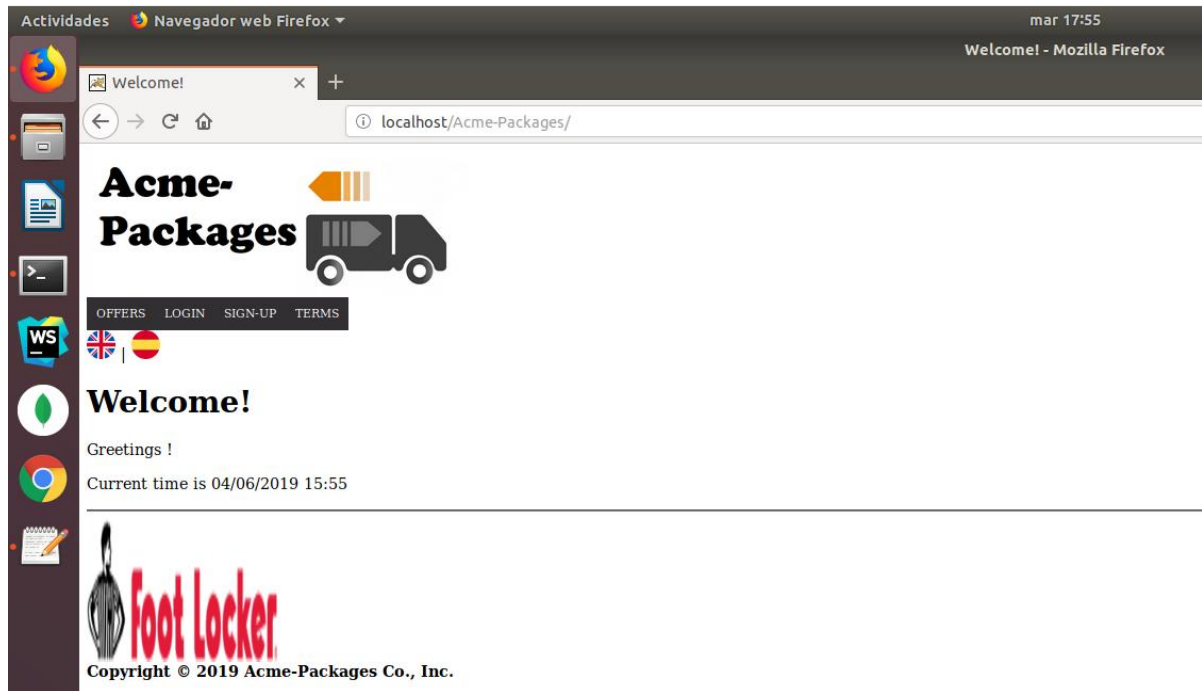 Actividades Navegador web Firefox mar 17:55
Welcome! - Mozilla Firefox
Welcome!
localhost/Acme-Packages/
Acme-
Packages
OFFERS LOGIN SIGN-UP TERMS
|
Welcome!
Greetings !
Current time is 04/06/2019 15:55
Foot Locker
Copyright © 2019 Acme-Packages Co., Inc.
>_
WS